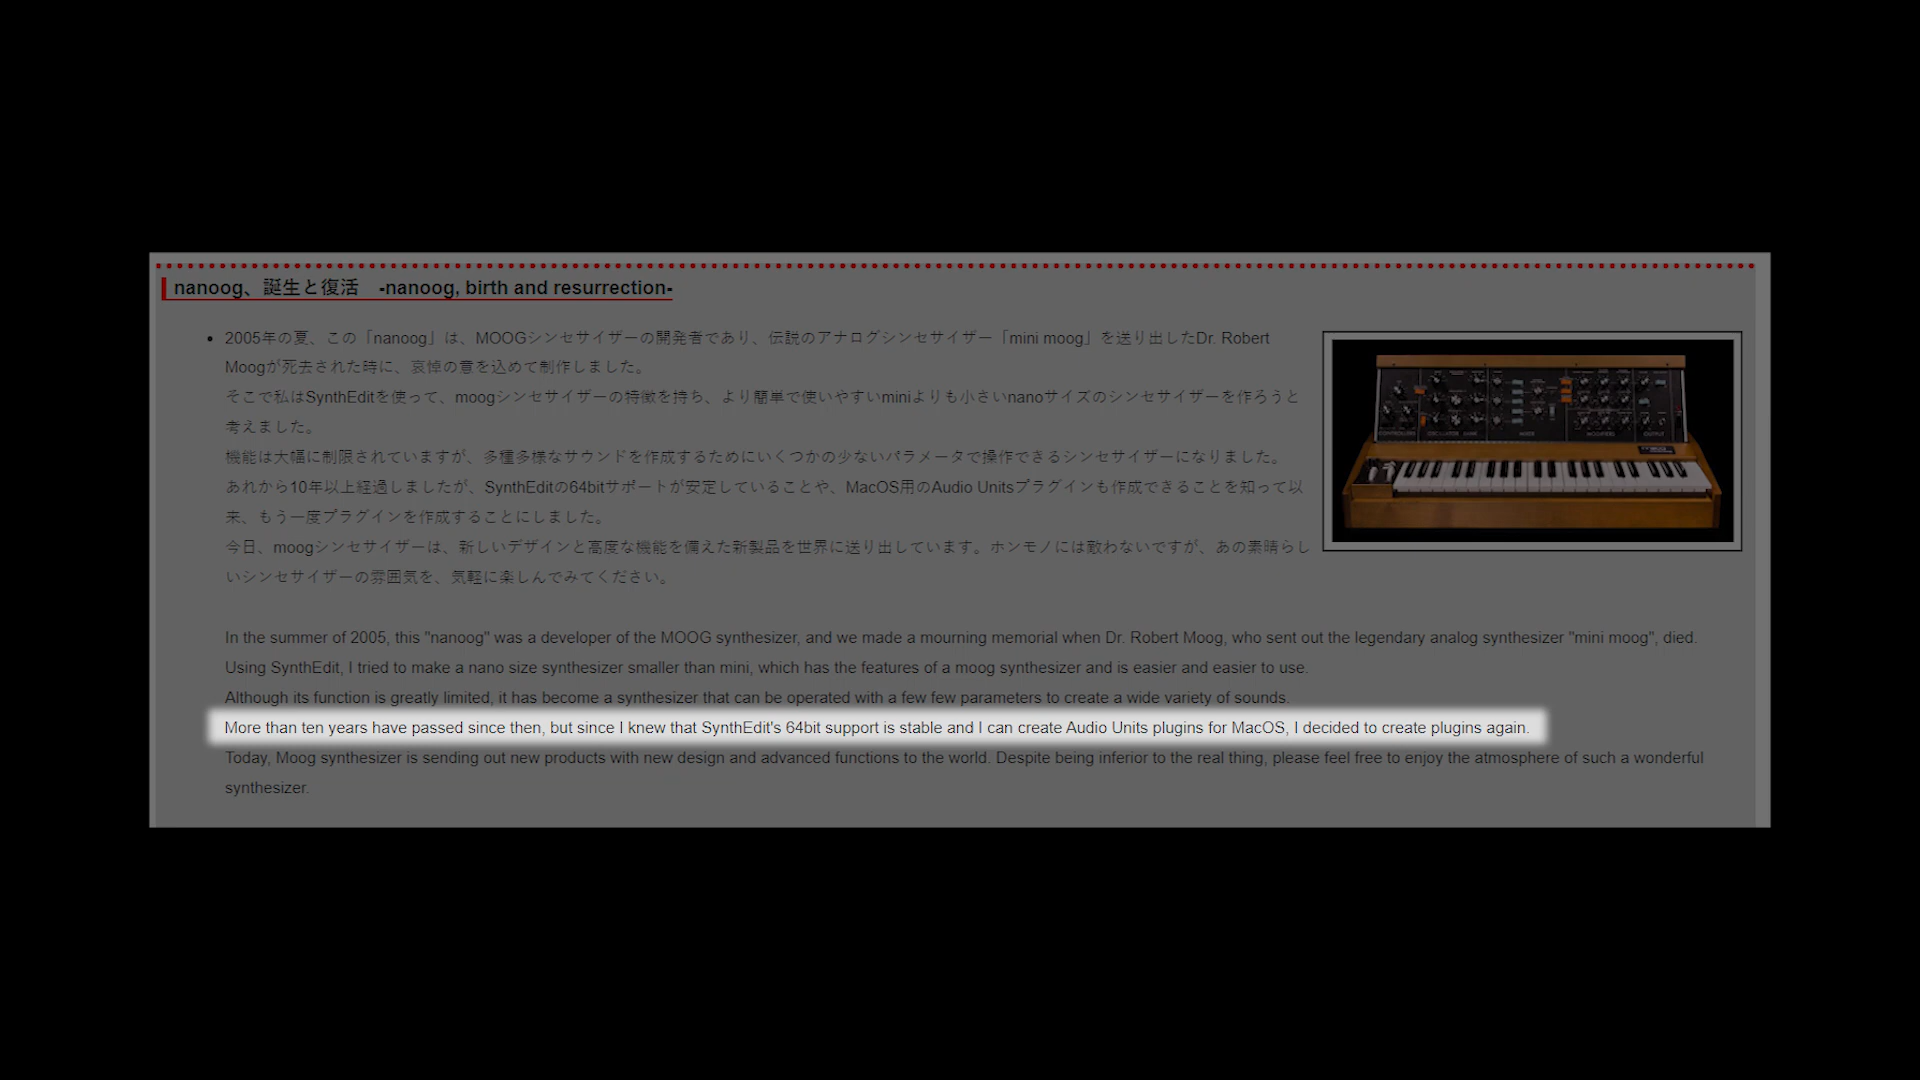 nanoog、誕生と復活　-nanoog, birth and resurrection-
2005年の夏、この「nanoog」は、MOOGシンセサイザーの開発者であり、伝説のアナログシンセサイザー「mini moog」を送り出したDr. Robert
Moogが死去された時に、哀悼の意を込めて制作しました。
そこで私はSynthEditを使って、moogシンセサイザーの特徴を持ち、より簡単で使いやすいminiよりも小さいnanoサイズのシンセサイザーを作ろうと
考えました。
機能は大幅に制限されていますが、多種多様なサウンドを作成するためにいくつかの少ないパラメータで操作できるシンセサイザーになりました。
あれから10年以上経過しましたが、SynthEditの64bitサポートが安定していることや、MacOS用のAudio Unitsプラグインも作成できることを知って以
来、もう一度プラグインを作成することにしました。
今日、moogシンセサイザーは、新しいデザインと高度な機能を備えた新製品を世界に送り出しています。ホンモノには敵わないですが、あの素晴らし
いシンセサイザーの雰囲気を、気軽に楽しんでみてください。
In the summer of 2005, this "nanoog" was a developer of the MOOG synthesizer, and we made a mourning memorial when Dr. Robert Moog, who sent out the legendary analog synthesizer "mini moog", died.
Using SynthEdit, I tried to make a nano size synthesizer smaller than mini, which has the features of a moog synthesizer and is easier and easier to use.
Although its function is greatly limited, it has become a synthesizer that can be operated with a few few parameters to create a wide variety of sounds.
More than ten years have passed since then, but since I knew that SynthEdit's 64bit support is stable and I can create Audio Units plugins for MacOS, I decided to create plugins again.
Today, Moog synthesizer is sending out new products with new design and advanced functions to the world. Despite being inferior to the real thing, please feel free to enjoy the atmosphere of such a wonderful
synthesizer.